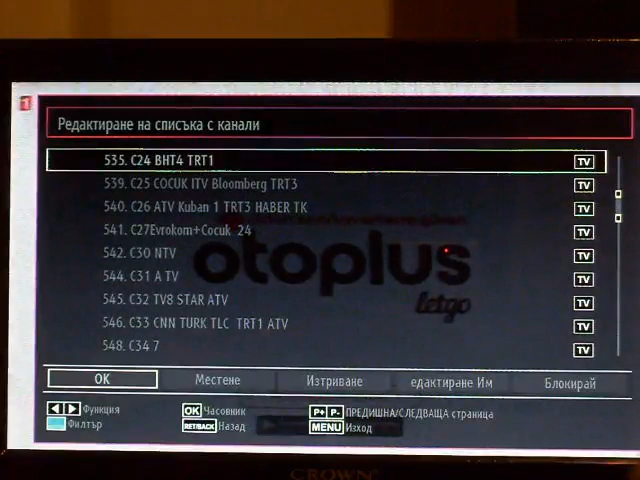 Редактиране на списъка с канали
535. C24 BHT4 TRT1 TV
539. C25 COCUK ITV Bloomberg TRT3 TV
540. C26 ATV Kuban 1 TRT3 HABER TK TV
541. C27Evrokom+Cocuk 24 TV
542. C30 NTV TV
544. C31 A TV TV
545. C32 TV8 STAR ATV TV
546. C33 CNN TURK TLC TRT1 ATV TV
548. C34 7 TV
otoplus
letgo
OK Местене Изтриване едактиране Им Блокирай
Функция OK Часовник P+ P- ПРЕДИШНА/СЛЕДВАЩА страница
Филтър RET/BACK Назад MENU Изход
CROWN